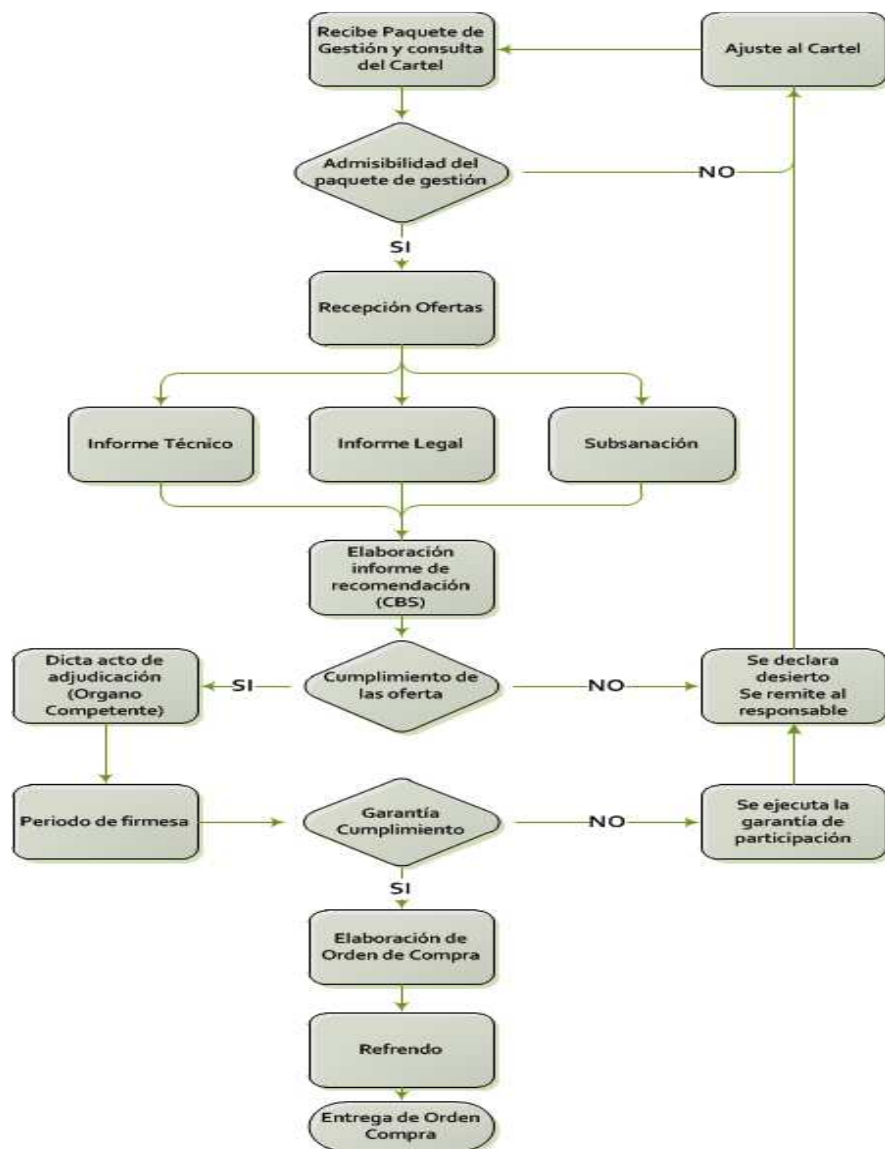 Recibe Paquete de
Gestión y consulta
del Cartel
Ajuste al Cartel
Admisibilidad del
paquete de gestión
NO
SI
Recepción Ofertas
Informe Técnico
Informe Legal
Subsanación
Elaboración
informe de
recomendación
(CBS)
Dicta acto de
adjudicación
(Organo
Competente)
SI
Cumplimiento de
las oferta
NO
Se declara
desierto
Se remite al
responsable
Periodo de firmesa
Garantía
Cumplimiento
NO
Se ejecuta la
garantía de
participación
SI
Elaboración de
Orden de Compra
Refrendo
Entrega de Orden
Compra